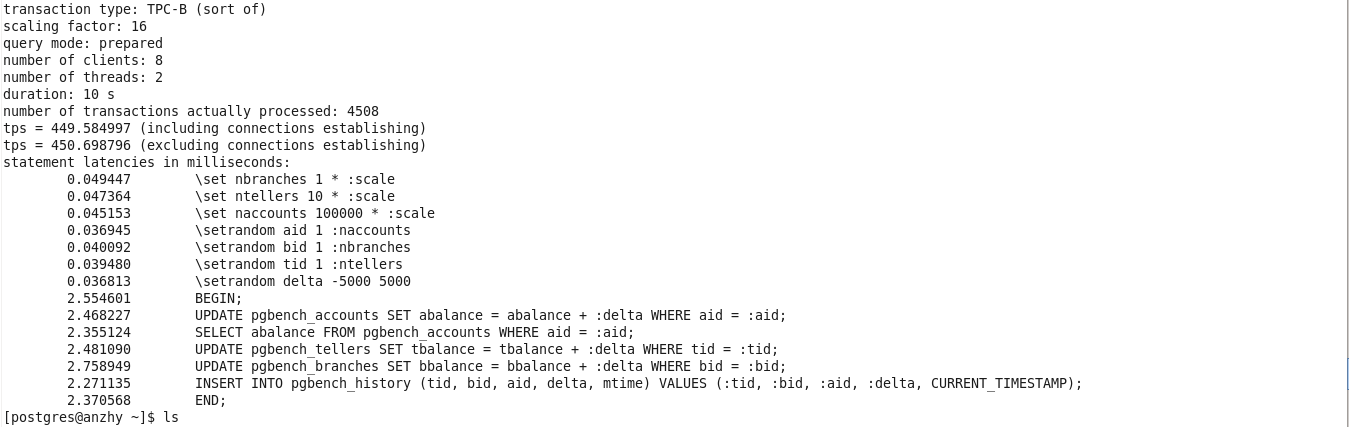 transaction type: TPC-B (sort of)
scaling factor: 16
query mode: prepared
number of clients: 8
number of threads: 2
duration: 10 s
number of transactions actually processed: 4508
tps = 449.584997 (including connections establishing)
tps = 450.698796 (excluding connections establishing)
statement latencies in milliseconds:
        0.049447        \set nbranches 1 * :scale
        0.047364        \set ntellers 10 * :scale
        0.045153        \set naccounts 100000 * :scale
        0.036945        \setrandom aid 1 :naccounts
        0.040092        \setrandom bid 1 :nbranches
        0.039480        \setrandom tid 1 :ntellers
        0.036813        \setrandom delta -5000 5000
        2.554601        BEGIN;
        2.468227        UPDATE pgbench_accounts SET abalance = abalance + :delta WHERE aid = :aid;
        2.355124        SELECT abalance FROM pgbench_accounts WHERE aid = :aid;
        2.481090        UPDATE pgbench_tellers SET tbalance = tbalance + :delta WHERE tid = :tid;
        2.758949        UPDATE pgbench_branches SET bbalance = bbalance + :delta WHERE bid = :bid;
        2.271135        INSERT INTO pgbench_history (tid, bid, aid, delta, mtime) VALUES (:tid, :bid, :aid, :delta, CURRENT_TIMESTAMP);
        2.370568        END;
[postgres@anzhy ~]$ ls